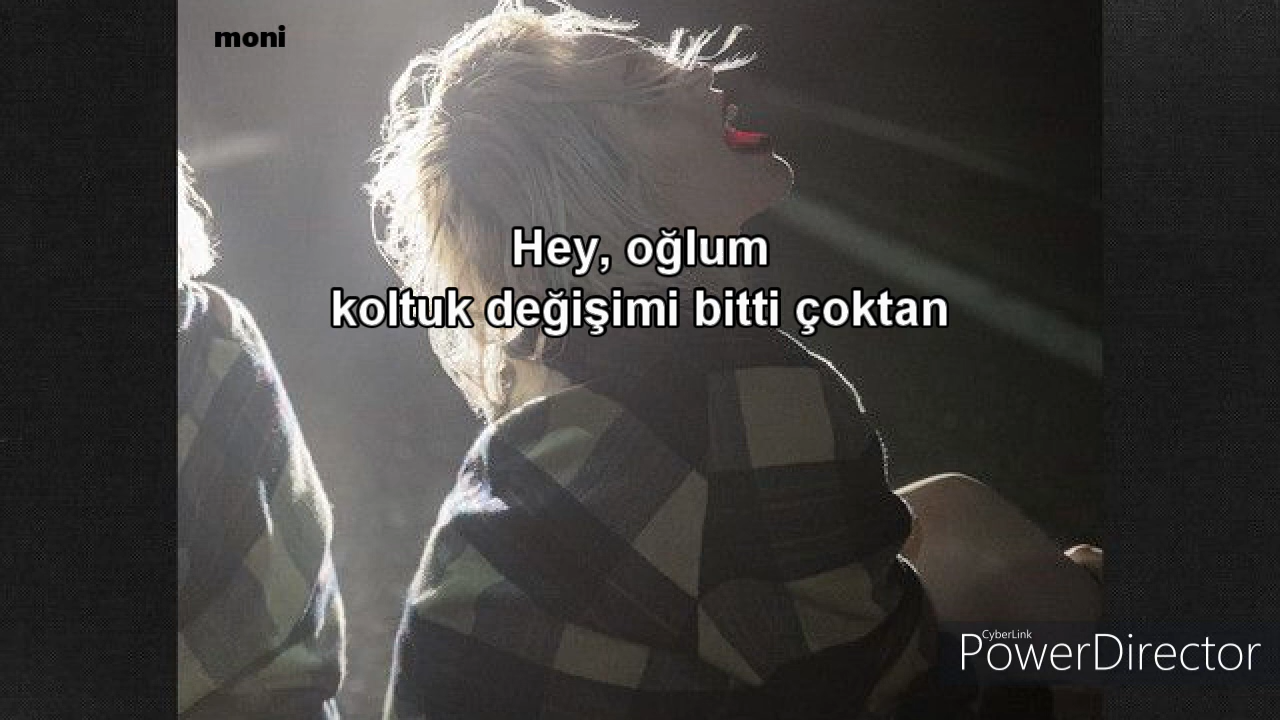 moni
Hey, oğlum
koltuk değişimi bitti çoktan
CyberLink
PowerDirector